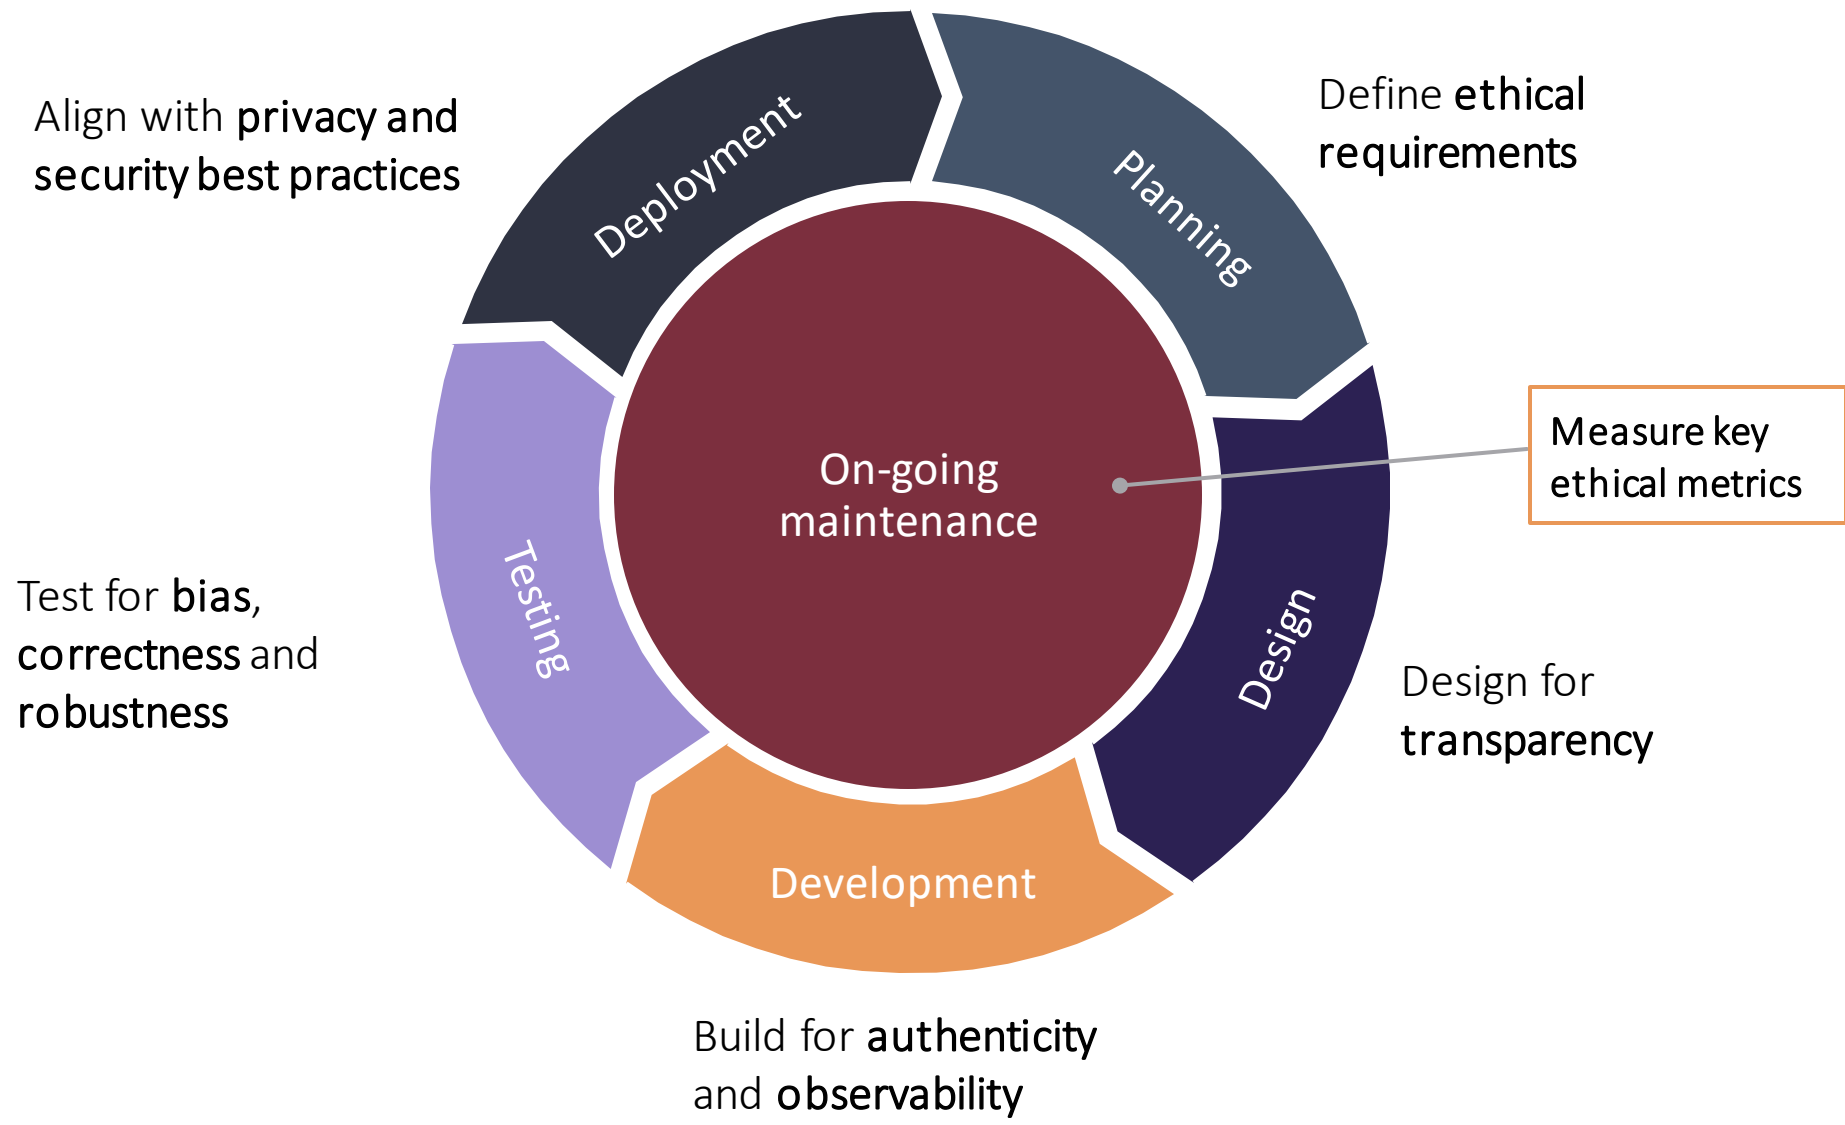 Align with privacy and
security best practices
Deployment
Planning
Define ethical
requirements
On-going
maintenance
Measure key
ethical metrics
Testing
Test for bias,
correctness and
robustness
Design
Design for
transparency
Development
Build for authenticity
and observability